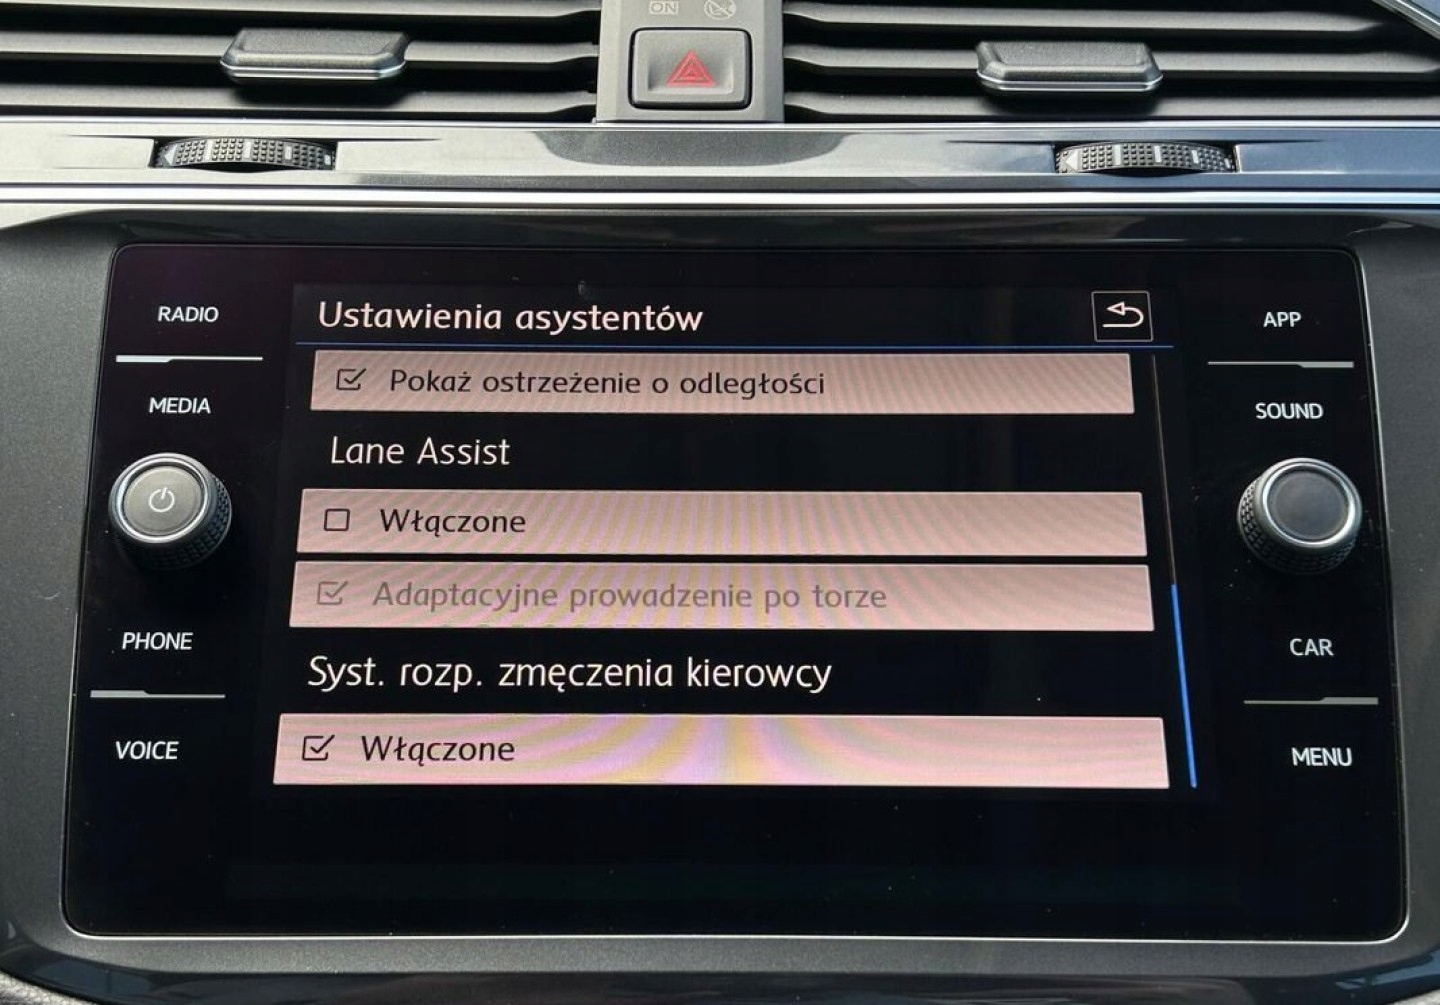 ON
RADIO
MEDIA
PHONE
VOICE
Ustawienia asystentów
Pokaż ostrzeżenie o odległości
Lane Assist
Włączone
Adaptacyjne prowadzenie po torze
Syst. rozp. zmęczenia kierowcy
Włączone
APP
SOUND
CAR
MENU